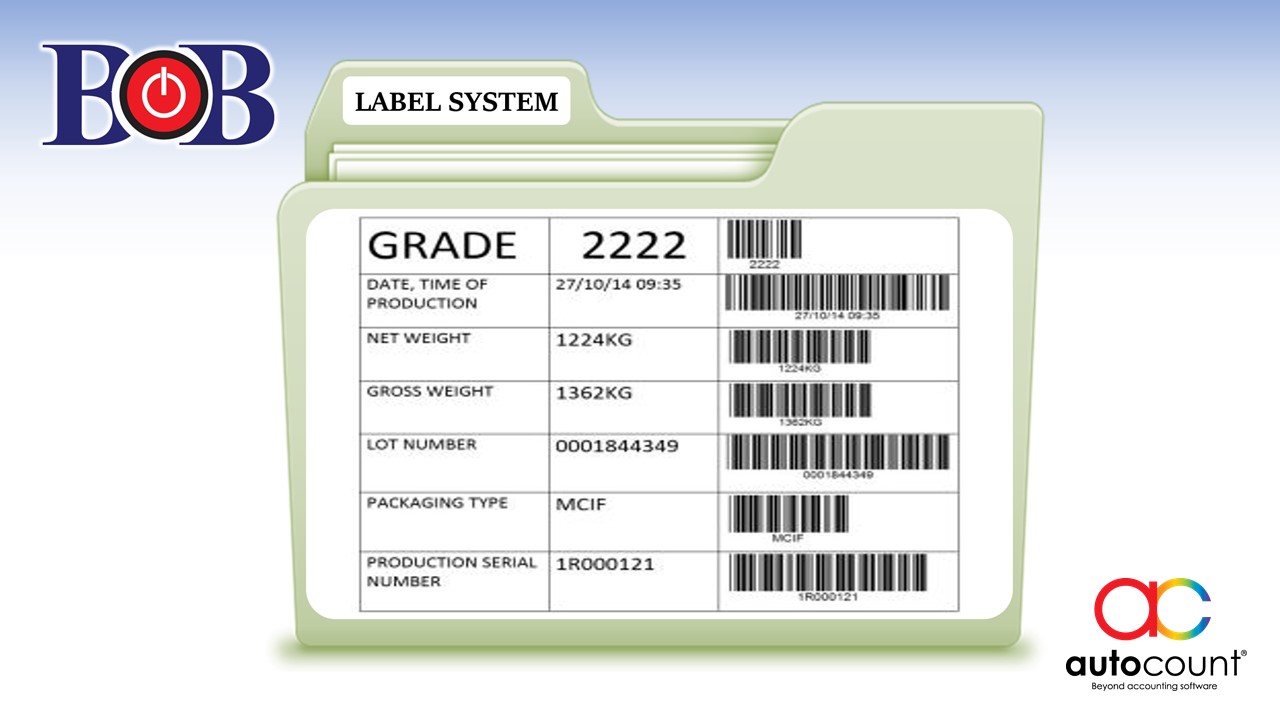 BOB
LABEL SYSTEM
GRADE 2222
2222
DATE, TIME OF PRODUCTION 27/10/14 09:35
27/10/14 09:35
NET WEIGHT 1224KG
1224KG
GROSS WEIGHT 1362KG
1362KG
LOT NUMBER 0001844349
0001844349
PACKAGING TYPE MCIF
MCIF
PRODUCTION SERIAL NUMBER 1R000121
1R000121
ac
autocount®
Beyond accounting software